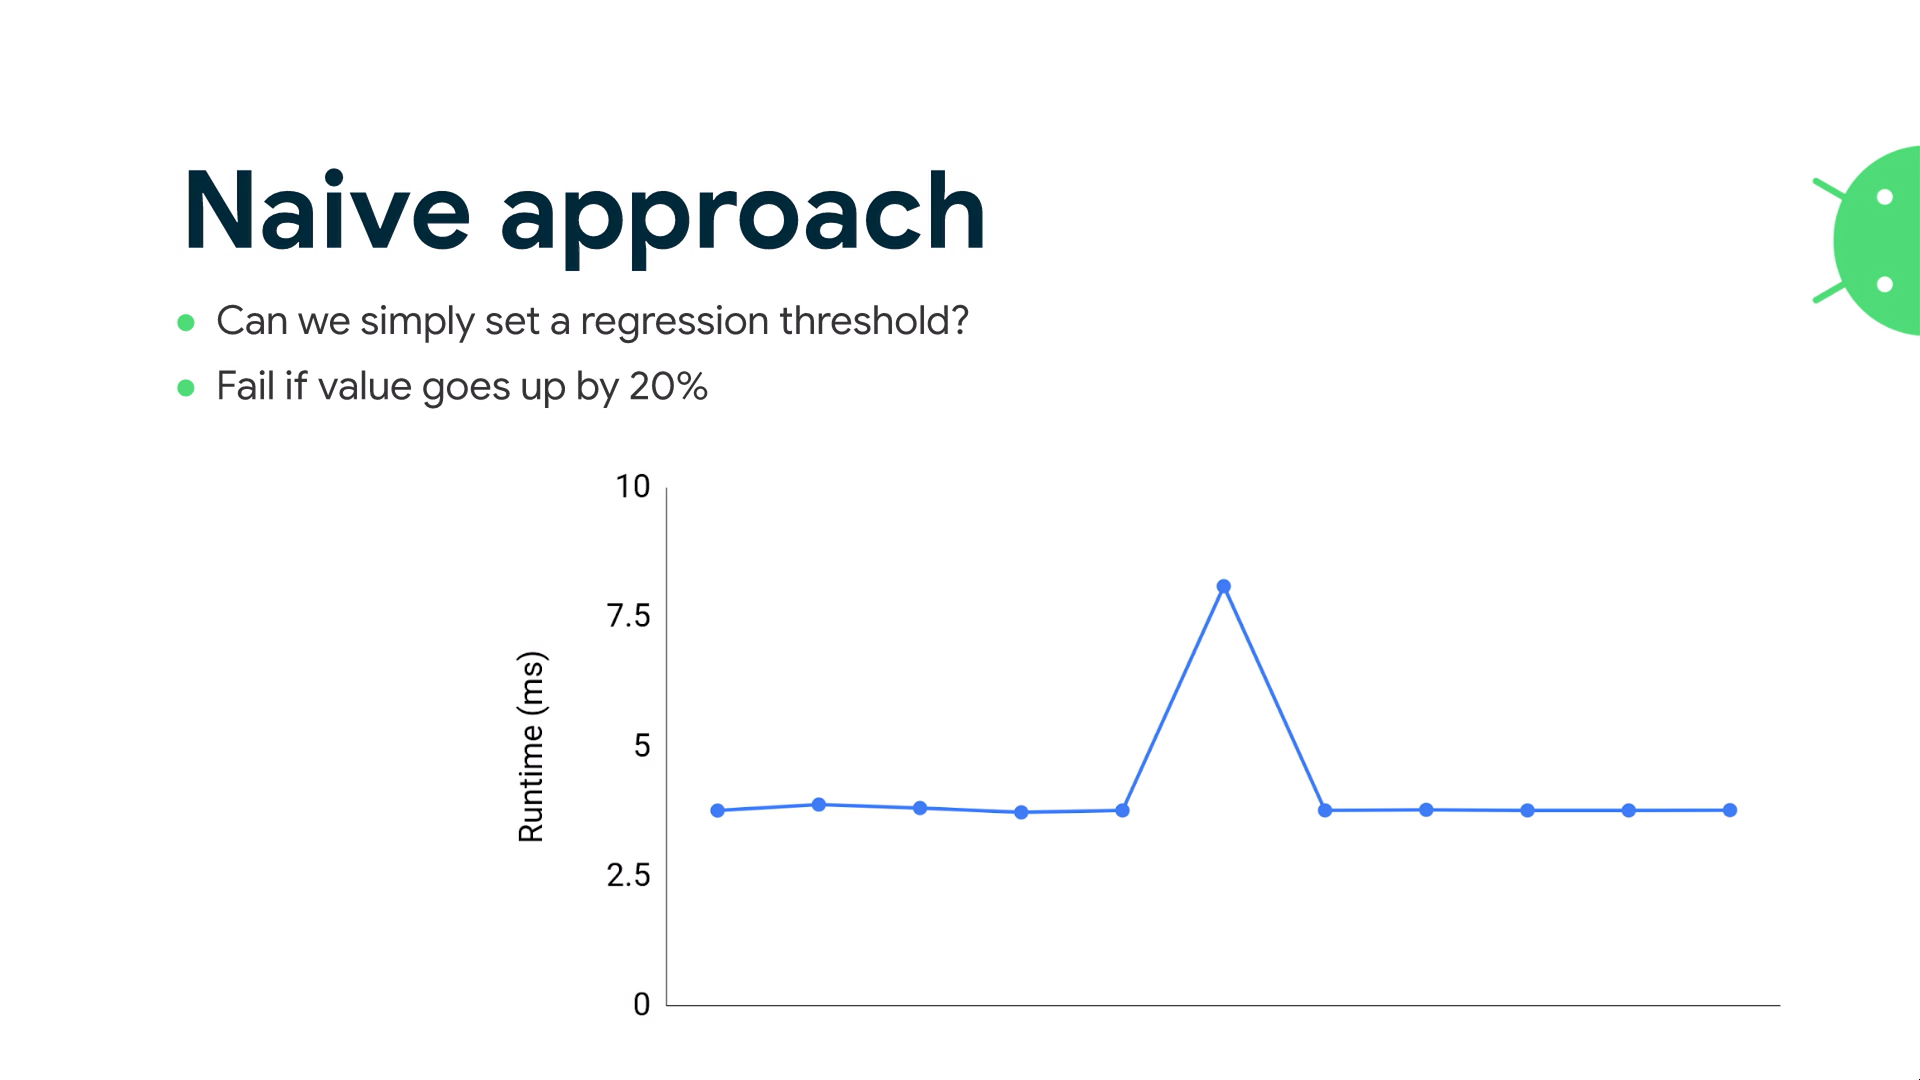 Naive approach
Can we simply set a regression threshold?
Fail if value goes up by 20%
10
7.5
5
2.5
0
Runtime (ms)